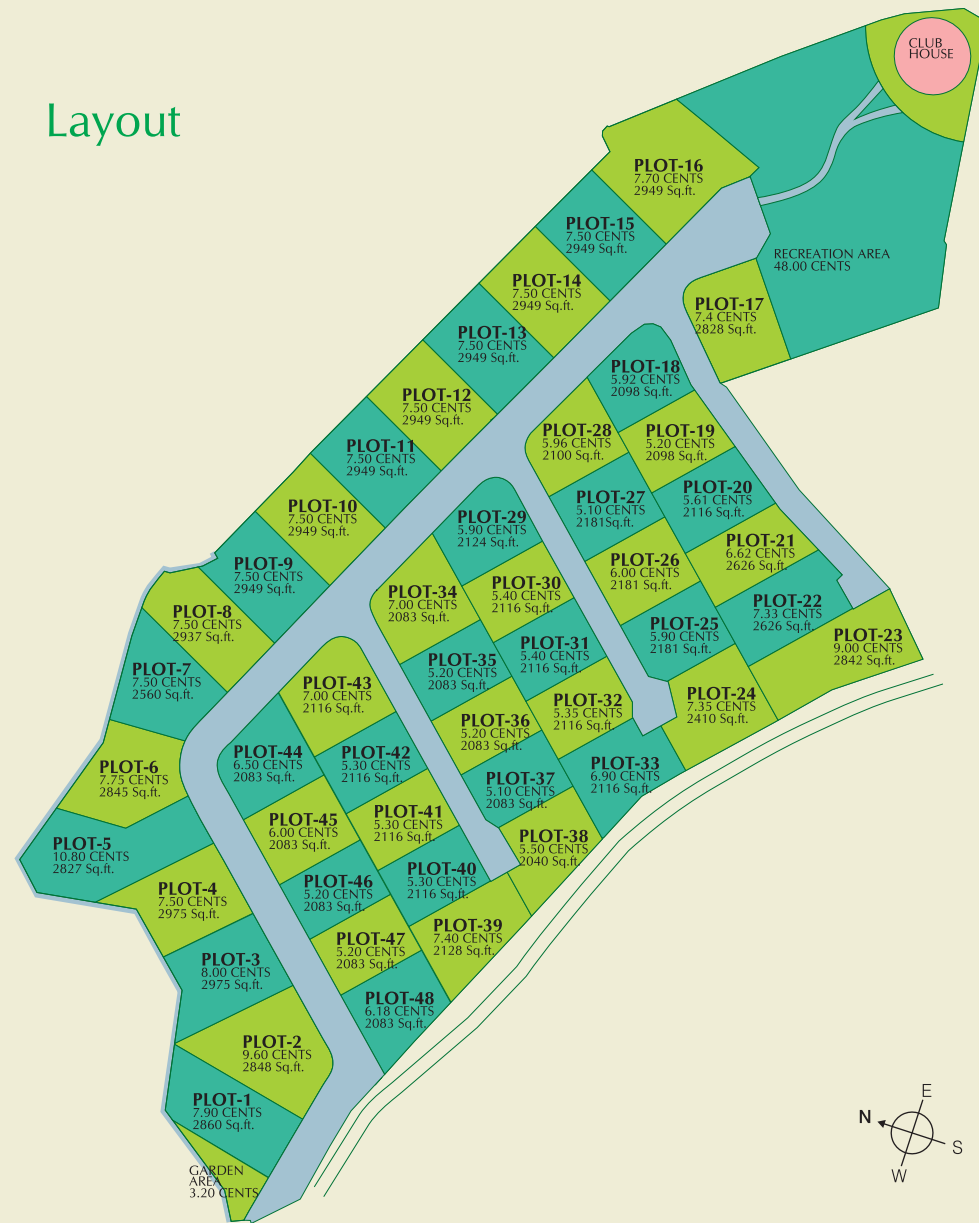 Layout
CLUB
HOUSE
PLOT-16
7.70 CENTS
2949 Sq.ft.
PLOT-15
7.50 CENTS
2949 Sq.ft.
RECREATION AREA
48.00 CENTS
PLOT-14
7.50 CENTS
2949 Sq.ft.
PLOT-17
7.4 CENTS
2828 Sq.ft.
PLOT-13
7.50 CENTS
2949 Sq.ft.
PLOT-18
5.92 CENTS
2098 Sq.ft.
PLOT-12
7.50 CENTS
2949 Sq.ft.
PLOT-28
5.96 CENTS
2100 Sq.ft.
PLOT-19
5.20 CENTS
2098 Sq.ft.
PLOT-11
7.50 CENTS
2949 Sq.ft.
PLOT-27
5.10 CENTS
2181Sq.ft.
PLOT-20
5.61 CENTS
2116 Sq.ft.
PLOT-10
7.50 CENTS
2949 Sq.ft.
PLOT-29
5.90 CENTS
2124 Sq.ft.
PLOT-21
6.62 CENTS
2626 Sq.ft.
PLOT-26
6.00 CENTS
2181 Sq.ft.
PLOT-9
7.50 CENTS
2949 Sq.ft.
PLOT-30
5.40 CENTS
2116 Sq.ft.
PLOT-34
7.00 CENTS
2083 Sq.ft.
PLOT-22
7.33 CENTS
2626 Sq.ft.
PLOT-8
7.50 CENTS
2937 Sq.ft.
PLOT-25
5.90 CENTS
2181 Sq.ft.
PLOT-23
9.00 CENTS
2842 Sq.ft.
PLOT-31
5.40 CENTS
2116 Sq.ft.
PLOT-35
5.20 CENTS
2083 Sq.ft.
PLOT-7
7.50 CENTS
2560 Sq.ft.
PLOT-43
7.00 CENTS
2116 Sq.ft.
PLOT-24
7.35 CENTS
2410 Sq.ft.
PLOT-32
5.35 CENTS
2116 Sq.ft.
PLOT-36
5.20 CENTS
2083 Sq.ft.
PLOT-44
6.50 CENTS
2083 Sq.ft.
PLOT-42
5.30 CENTS
2116 Sq.ft.
PLOT-33
6.90 CENTS
2116 Sq.ft.
PLOT-6
7.75 CENTS
2845 Sq.ft.
PLOT-37
5.10 CENTS
2083 Sq.ft.
PLOT-45
6.00 CENTS
2083 Sq.ft.
PLOT-41
5.30 CENTS
2116 Sq.ft.
PLOT-38
5.50 CENTS
2040 Sq.ft.
PLOT-5
10.80 CENTS
2827 Sq.ft.
PLOT-40
5.30 CENTS
2116 Sq.ft.
PLOT-46
5.20 CENTS
2083 Sq.ft.
PLOT-4
7.50 CENTS
2975 Sq.ft.
PLOT-39
7.40 CENTS
2128 Sq.ft.
PLOT-47
5.20 CENTS
2083 Sq.ft.
PLOT-3
8.00 CENTS
2975 Sq.ft.
PLOT-48
6.18 CENTS
2083 Sq.ft.
PLOT-2
9.60 CENTS
2848 Sq.ft.
PLOT-1
7.90 CENTS
2860 Sq.ft.
GARDEN
AREA
3.20 CENTS
E
N
S
W